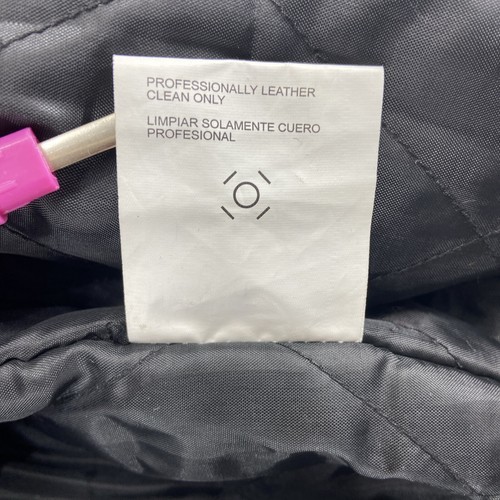 PROFESSIONALLY LEATHER
CLEAN ONLY
LIMPIAR SOLAMENTE CUERO
PROFESIONAL